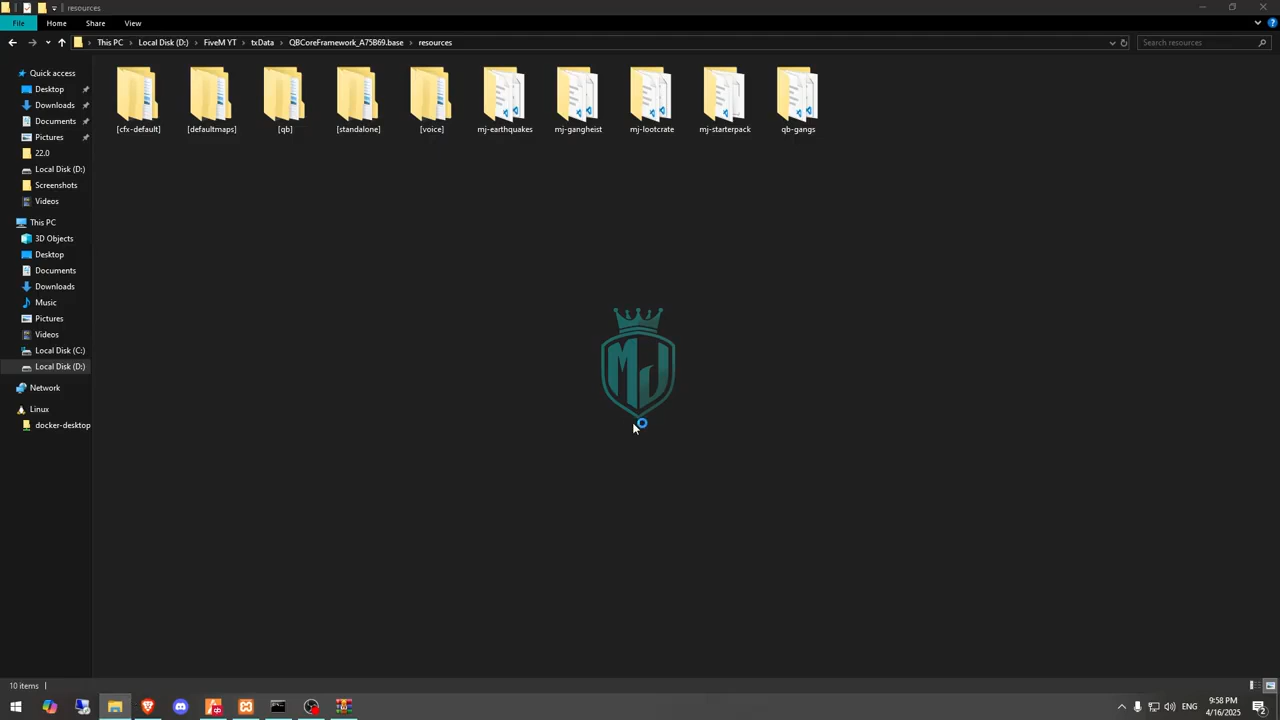 resources
File
Home
Share
View
This PC > Local Disk (D:) > FiveM YT > txData > QBCoreFramework_A75B69.base > resources
Search resources
Quick access
Desktop
Downloads
Documents
Pictures
22.0
Local Disk (D:)
Screenshots
Videos
This PC
3D Objects
Desktop
Documents
Downloads
Music
Pictures
Videos
Local Disk (C:)
Local Disk (D:)
Network
Linux
docker-desktop
[cfx-default]
[defaultmaps]
[qb]
[standalone]
[voice]
mj-earthquakes
mj-gangheist
mj-lootcrate
mj-starterpack
qb-gangs
MJ
10 items
ENG
9:58 PM
4/16/2025
2